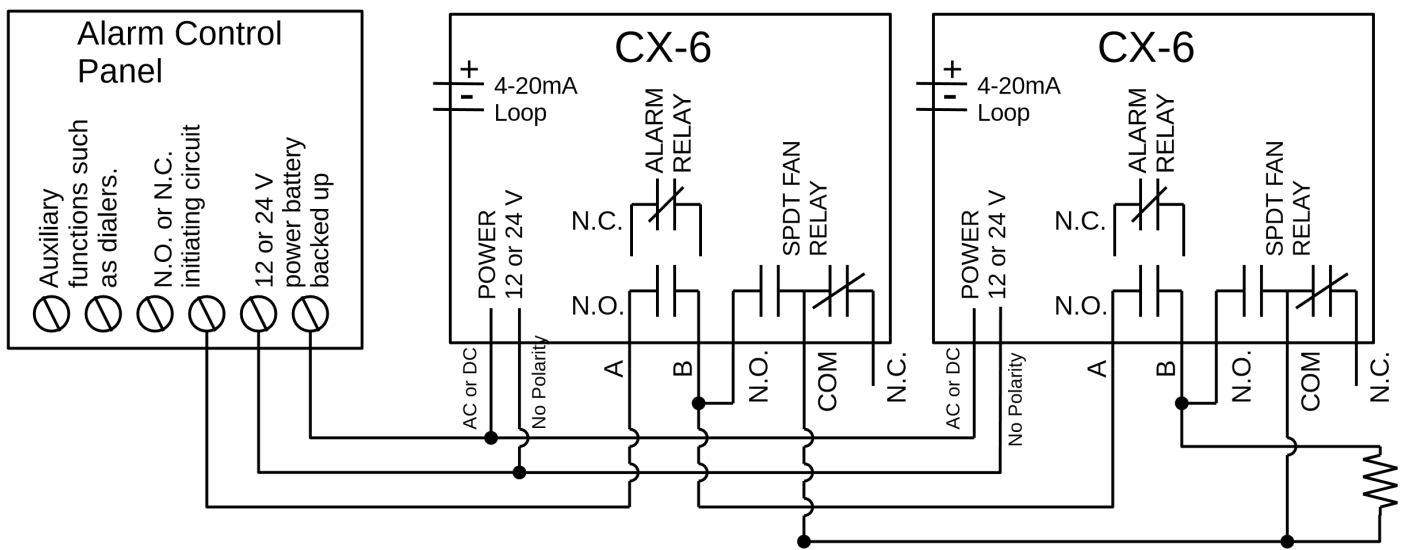 Alarm Control
Panel
Auxiliary
functions such
as dialers.
N.O. or N.C.
initiating circuit
12 or 24 V
power battery
backed up
CX-6
+
-
4-20mA
Loop
ALARM
RELAY
N.C.
N.O.
SPDT FAN
RELAY
POWER
12 or 24 V
AC or DC
No Polarity
A
B
N.O.
COM
N.C.
CX-6
+
-
4-20mA
Loop
ALARM
RELAY
N.C.
N.O.
SPDT FAN
RELAY
POWER
12 or 24 V
AC or DC
No Polarity
A
B
N.O.
COM
N.C.